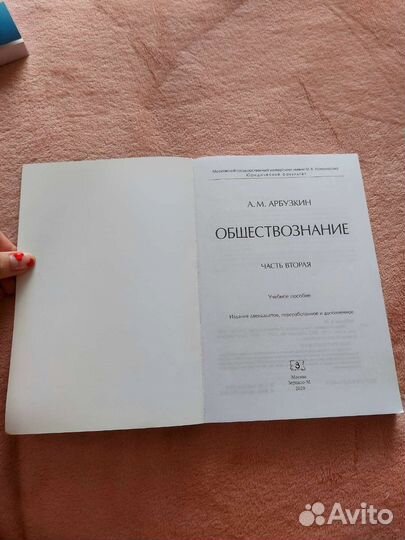 Московский государственный университет имени М.В. Ломоносова
Юридический факультет
А. М. АРБУЗКИН
ОБЩЕСТВОЗНАНИЕ
ЧАСТЬ ВТОРАЯ
Учебное пособие
Издание двенадцатое, переработанное и дополненное
Москва
Зерцало-М
2020
Avito